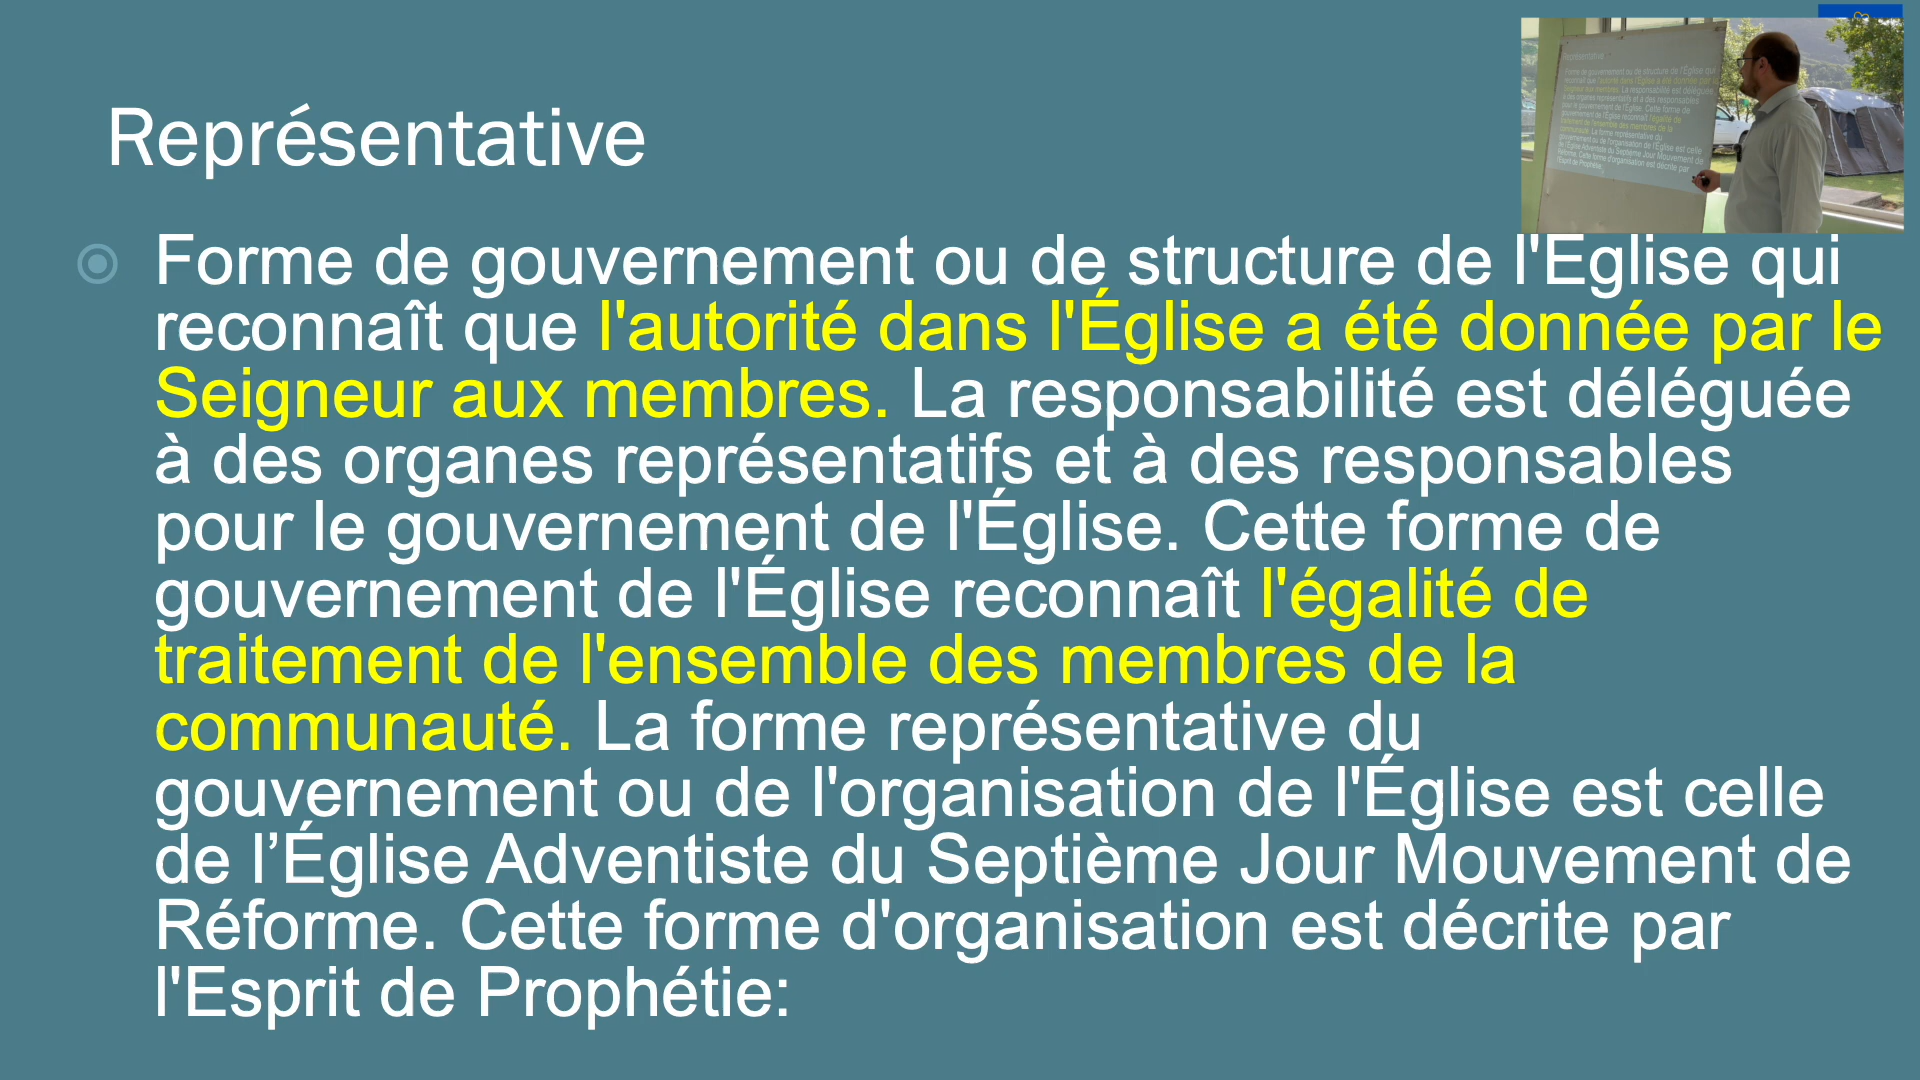 Représentative
Forme de gouvernement ou de structure de l'Église qui
reconnaît que l'autorité dans l'Église a été donnée par le
Seigneur aux membres. La responsabilité est déléguée
à des organes représentatifs et à des responsables
pour le gouvernement de l'Église. Cette forme de
gouvernement de l'Église reconnaît l'égalité de
traitement de l'ensemble des membres de la
communauté. La forme représentative du
gouvernement ou de l'organisation de l'Église est celle
de l’Église Adventiste du Septième Jour Mouvement de
Réforme. Cette forme d'organisation est décrite par
l'Esprit de Prophétie: